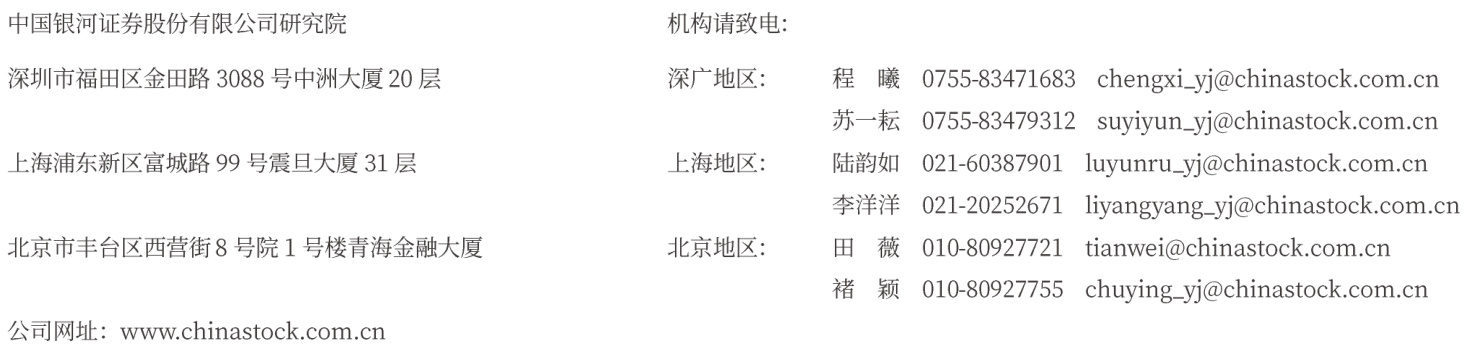 中国银河证券股份有限公司研究院 机构请致电：
深圳市福田区金田路 3088 号中洲大厦 20 层 深广地区： 程 曦 0755-83471683 chengxi_yj@chinastock.com.cn
苏一耘 0755-83479312 suyiyun_yj@chinastock.com.cn
上海浦东新区富城路 99 号震旦大厦 31 层 上海地区： 陆韵如 021-60387901 luyunru_yj@chinastock.com.cn
李洋洋 021-20252671 liyangyang_yj@chinastock.com.cn
北京市丰台区西营街 8 号院 1 号楼青海金融大厦 北京地区： 田 薇 010-80927721 tianwei@chinastock.com.cn
褚 颖 010-80927755 chuying_yj@chinastock.com.cn
公司网址：www.chinastock.com.cn